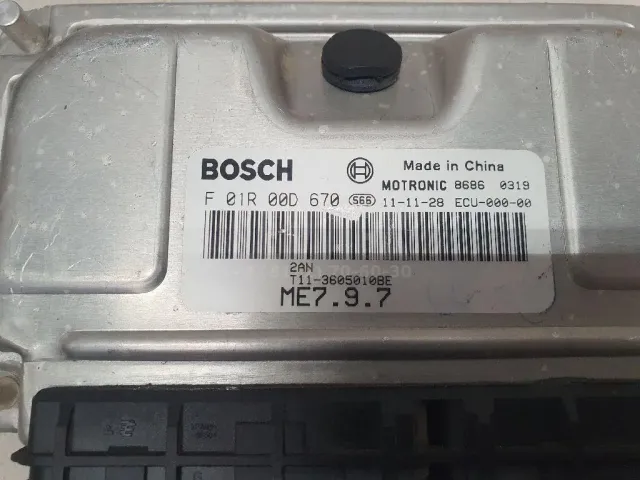 BOSCH
Made in China
MOTRONIC 8686 0319
F 01R 00D 670 S66 11-11-28 ECU-000-00
2AN
T11-3605010BE
ME7.9.7